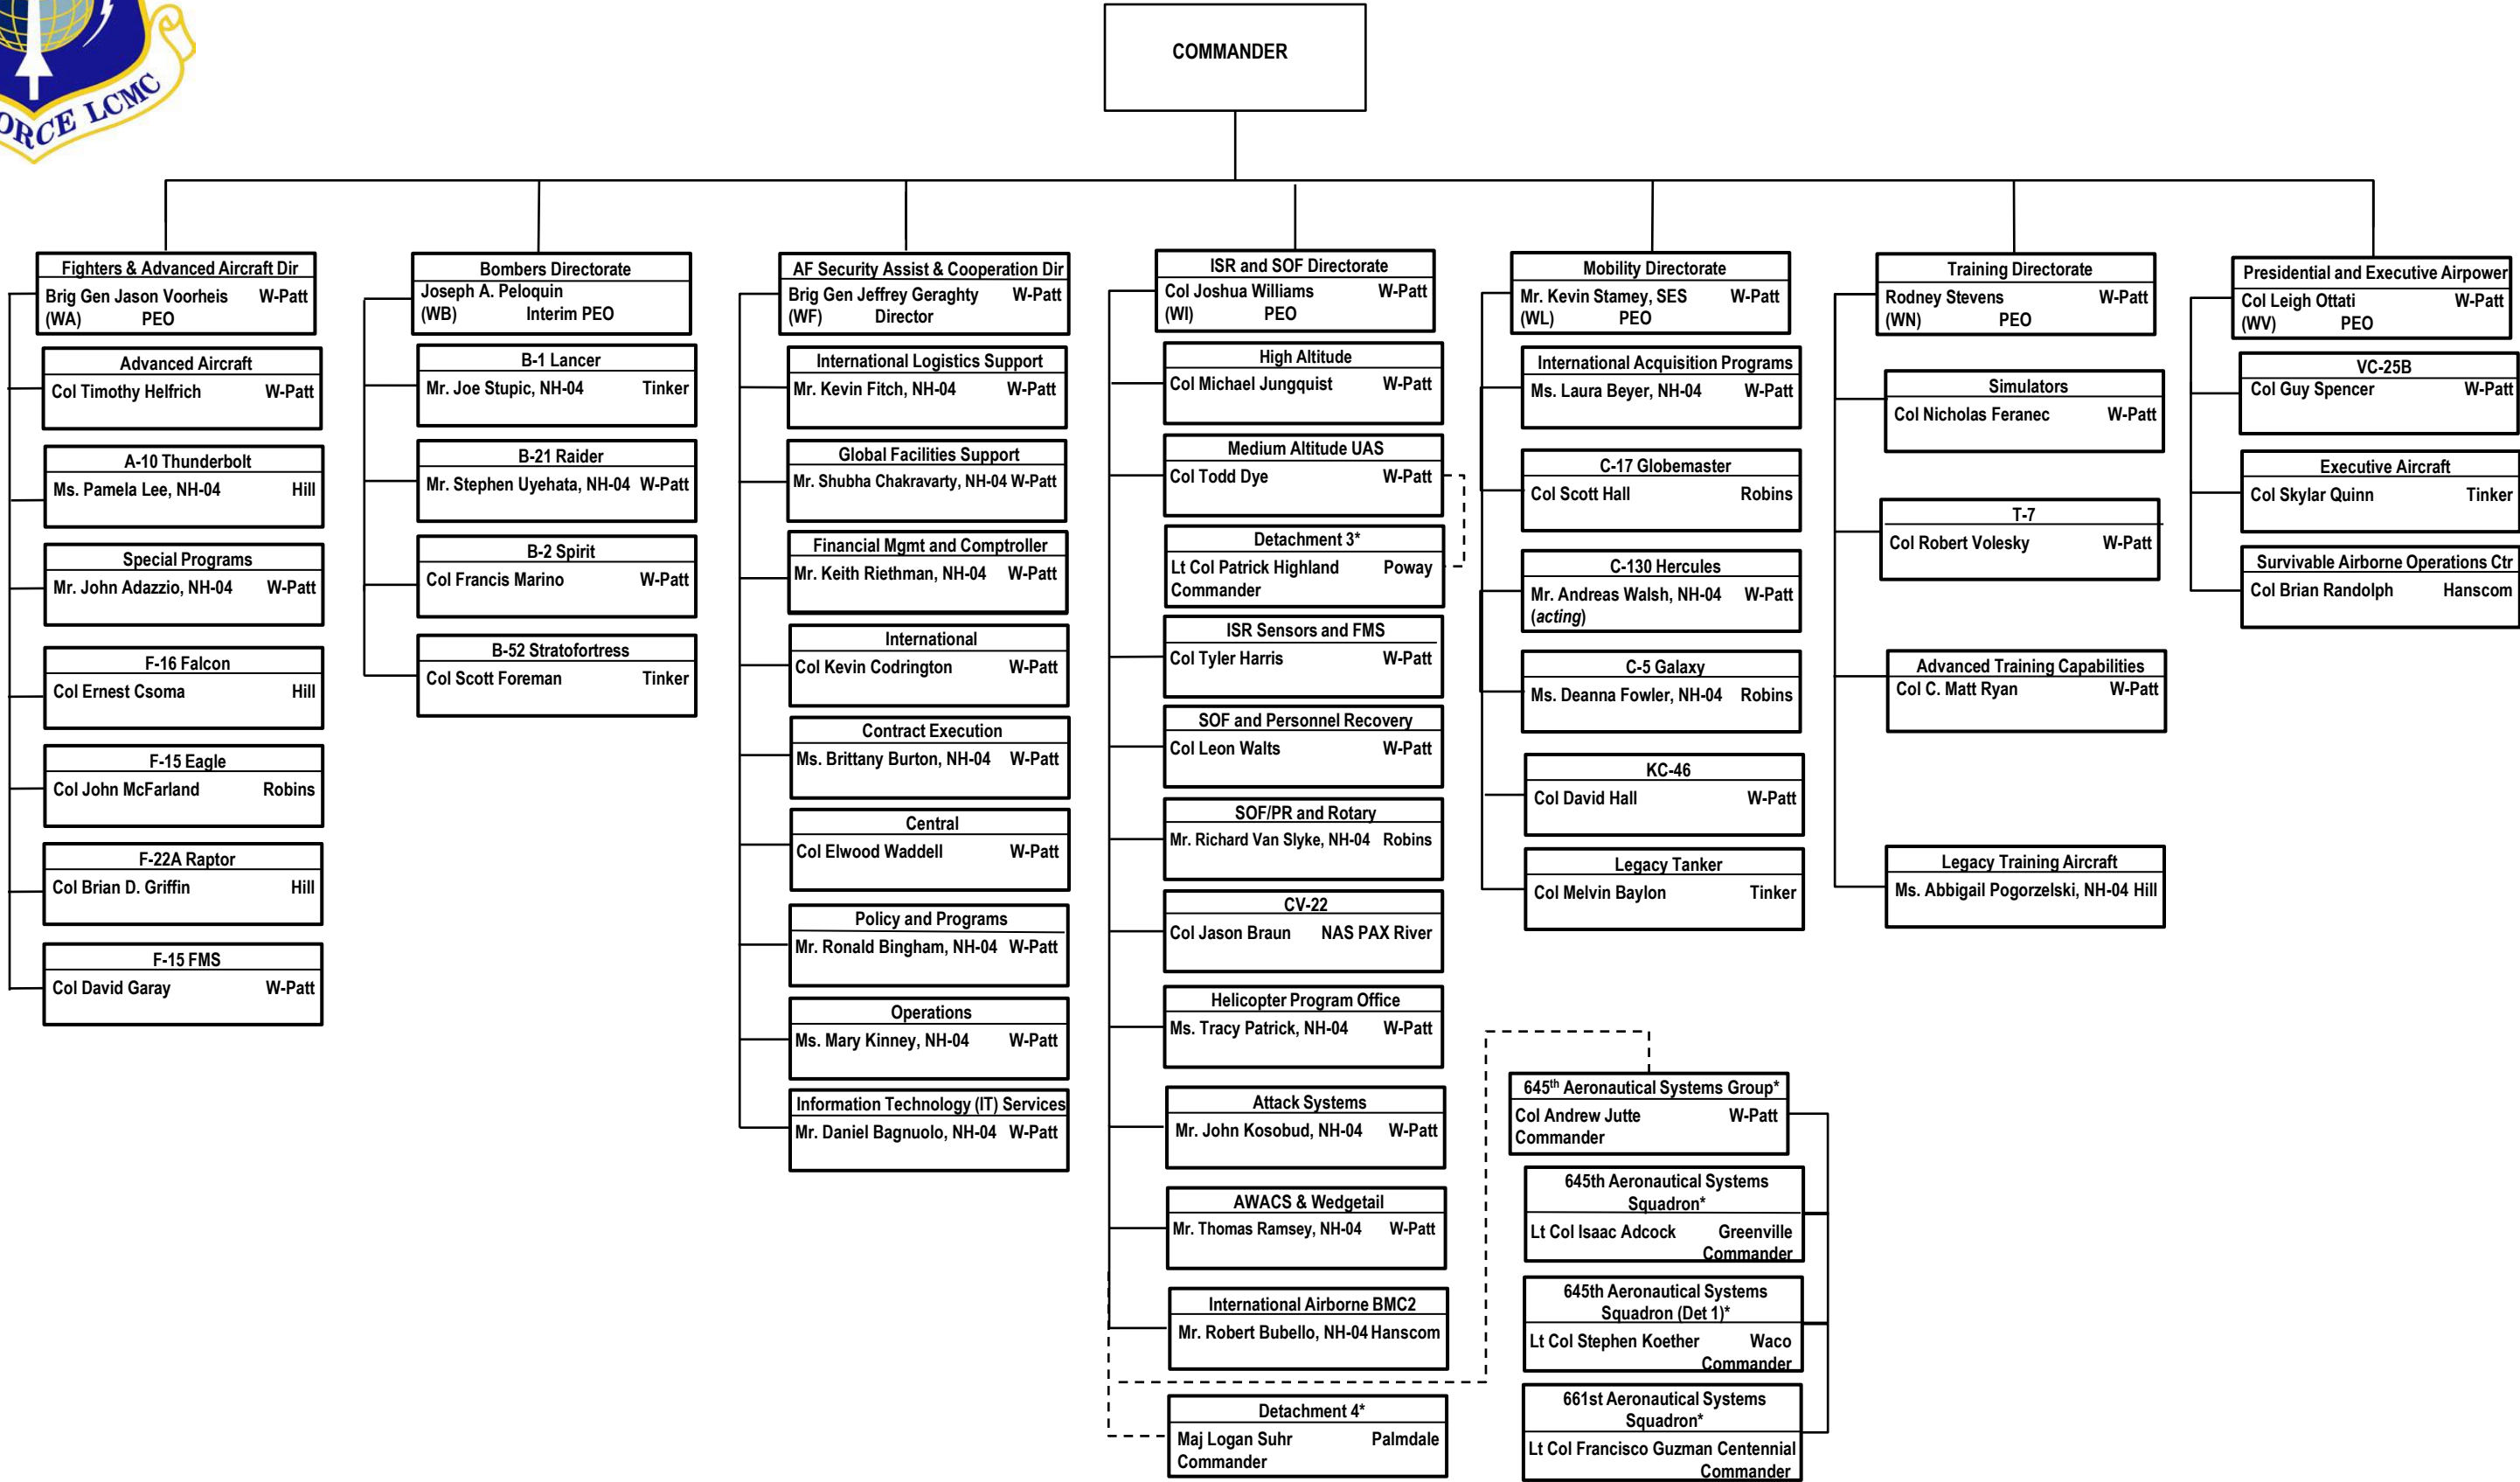 ORCE LCMC
COMMANDER
Fighters & Advanced Aircraft Dir
Brig Gen Jason Voorheis W-Patt
(WA) PEO
Advanced Aircraft
Col Timothy Helfrich W-Patt
A-10 Thunderbolt
Ms. Pamela Lee, NH-04 Hill
Special Programs
Mr. John Adazzio, NH-04 W-Patt
F-16 Falcon
Col Ernest Csoma Hill
F-15 Eagle
Col John McFarland Robins
F-22A Raptor
Col Brian D. Griffin Hill
F-15 FMS
Col David Garay W-Patt
Bombers Directorate
Joseph A. Peloquin
(WB) Interim PEO
B-1 Lancer
Mr. Joe Stupic, NH-04 Tinker
B-21 Raider
Mr. Stephen Uyehata, NH-04 W-Patt
B-2 Spirit
Col Francis Marino W-Patt
B-52 Stratofortress
Col Scott Foreman Tinker
AF Security Assist & Cooperation Dir
Brig Gen Jeffrey Geraghty W-Patt
(WF) Director
International Logistics Support
Mr. Kevin Fitch, NH-04 W-Patt
Global Facilities Support
Mr. Shubha Chakravarty, NH-04 W-Patt
Financial Mgmt and Comptroller
Mr. Keith Riethman, NH-04 W-Patt
International
Col Kevin Codrington W-Patt
Contract Execution
Ms. Brittany Burton, NH-04 W-Patt
Central
Col Elwood Waddell W-Patt
Policy and Programs
Mr. Ronald Bingham, NH-04 W-Patt
Operations
Ms. Mary Kinney, NH-04 W-Patt
Information Technology (IT) Services
Mr. Daniel Bagnuolo, NH-04 W-Patt
ISR and SOF Directorate
Col Joshua Williams W-Patt
(WI) PEO
High Altitude
Col Michael Jungquist W-Patt
Medium Altitude UAS
Col Todd Dye W-Patt
Detachment 3*
Lt Col Patrick Highland Poway
Commander
ISR Sensors and FMS
Col Tyler Harris W-Patt
SOF and Personnel Recovery
Col Leon Walts W-Patt
SOF/PR and Rotary
Mr. Richard Van Slyke, NH-04 Robins
CV-22
Col Jason Braun NAS PAX River
Helicopter Program Office
Ms. Tracy Patrick, NH-04 W-Patt
Attack Systems
Mr. John Kosobud, NH-04 W-Patt
AWACS & Wedgetail
Mr. Thomas Ramsey, NH-04 W-Patt
International Airborne BMC2
Mr. Robert Bubello, NH-04 Hanscom
Detachment 4*
Maj Logan Suhr Palmdale
Commander
Mobility Directorate
Mr. Kevin Stamey, SES W-Patt
(WL) PEO
International Acquisition Programs
Ms. Laura Beyer, NH-04 W-Patt
C-17 Globemaster
Col Scott Hall Robins
C-130 Hercules
Mr. Andreas Walsh, NH-04 W-Patt
(acting)
C-5 Galaxy
Ms. Deanna Fowler, NH-04 Robins
KC-46
Col David Hall W-Patt
Legacy Tanker
Col Melvin Baylon Tinker
645th Aeronautical Systems Group*
Col Andrew Jutte W-Patt
Commander
645th Aeronautical Systems
Squadron*
Lt Col Isaac Adcock Greenville
Commander
645th Aeronautical Systems
Squadron (Det 1)*
Lt Col Stephen Koether Waco
Commander
661st Aeronautical Systems
Squadron*
Lt Col Francisco Guzman Centennial
Commander
Training Directorate
Rodney Stevens W-Patt
(WN) PEO
Simulators
Col Nicholas Feranec W-Patt
T-7
Col Robert Volesky W-Patt
Advanced Training Capabilities
Col C. Matt Ryan W-Patt
Legacy Training Aircraft
Ms. Abbigail Pogorzelski, NH-04 Hill
Presidential and Executive Airpower
Col Leigh Ottati W-Patt
(WV) PEO
VC-25B
Col Guy Spencer W-Patt
Executive Aircraft
Col Skylar Quinn Tinker
Survivable Airborne Operations Ctr
Col Brian Randolph Hanscom